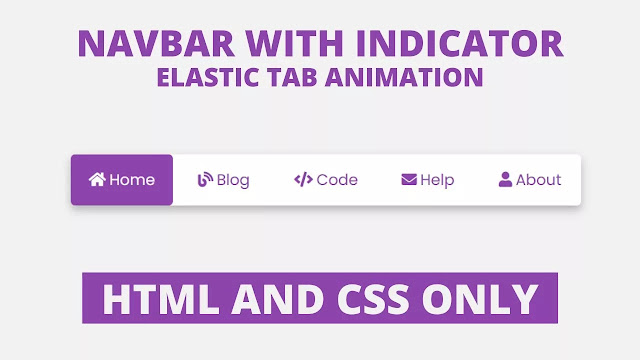 NAVBAR WITH INDICATOR
ELASTIC TAB ANIMATION
Home Blog Code Help About
HTML AND CSS ONLY